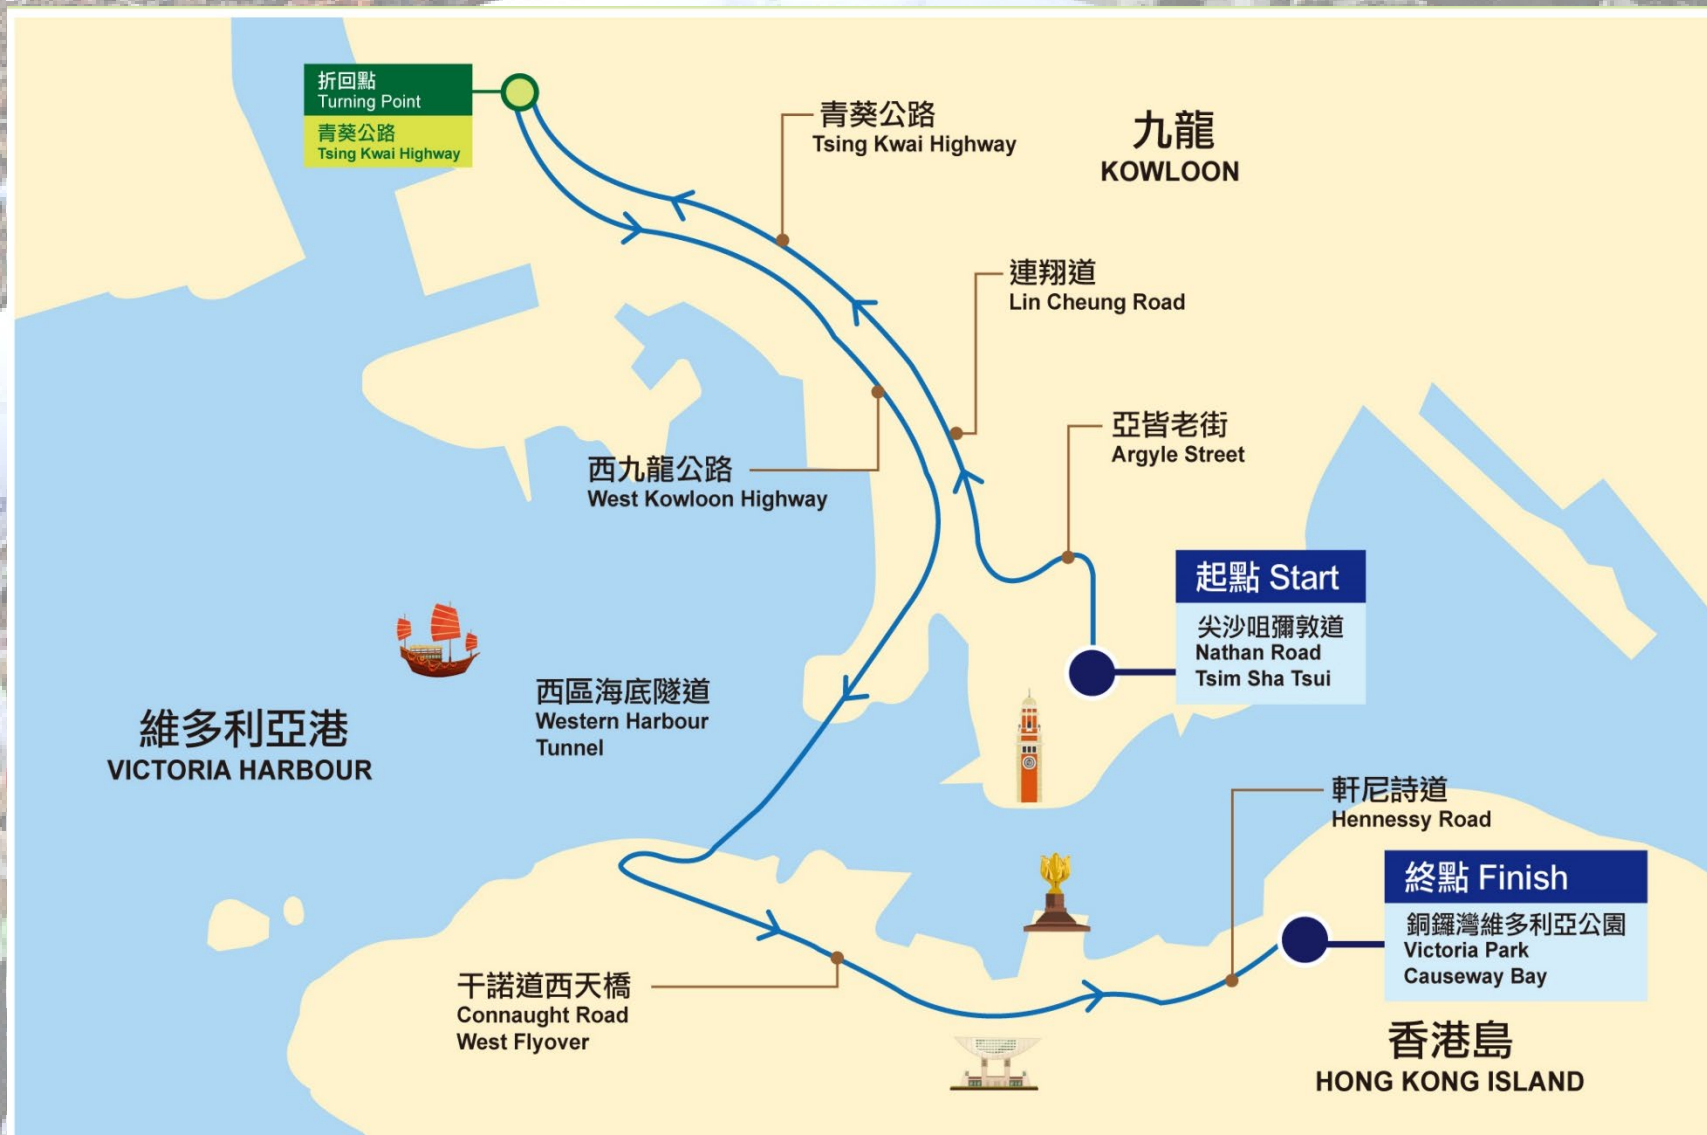 折回點
Turning Point
青葵公路
Tsing Kwai Highway
青葵公路
Tsing Kwai Highway
九龍
KOWLOON
連翔道
Lin Cheung Road
亞皆老街
Argyle Street
西九龍公路
West Kowloon Highway
起點 Start
尖沙咀彌敦道
Nathan Road
Tsim Sha Tsui
西區海底隧道
Western Harbour
Tunnel
維多利亞港
VICTORIA HARBOUR
軒尼詩道
Hennessy Road
終點 Finish
銅鑼灣維多利亞公園
Victoria Park
Causeway Bay
干諾道西天橋
Connaught Road
West Flyover
香港島
HONG KONG ISLAND